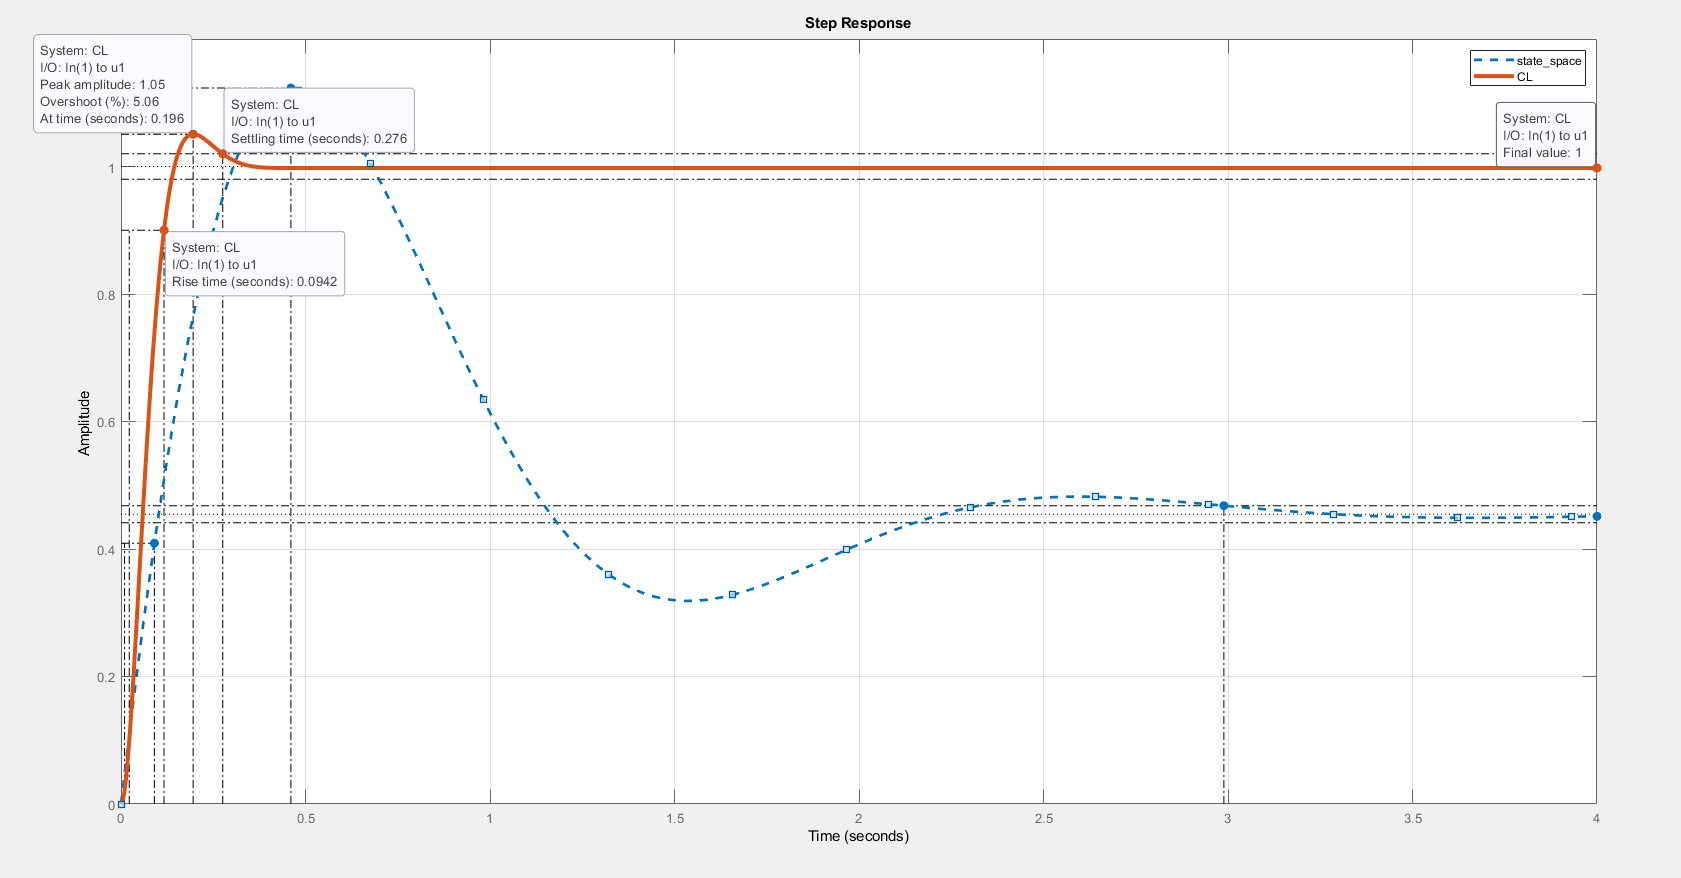 Step Response
System: CL
I/O: In(1) to u1
Peak amplitude: 1.05
Overshoot (%): 5.06
At time (seconds): 0.196
System: CL
I/O: In(1) to u1
Settling time (seconds): 0.276
state_space
CL
System: CL
I/O: In(1) to u1
Final value: 1
System: CL
I/O: In(1) to u1
Rise time (seconds): 0.0942
1
0.8
0.6
0.4
0.2
0
Amplitude
0 0.5 1 1.5 2 2.5 3 3.5 4
Time (seconds)